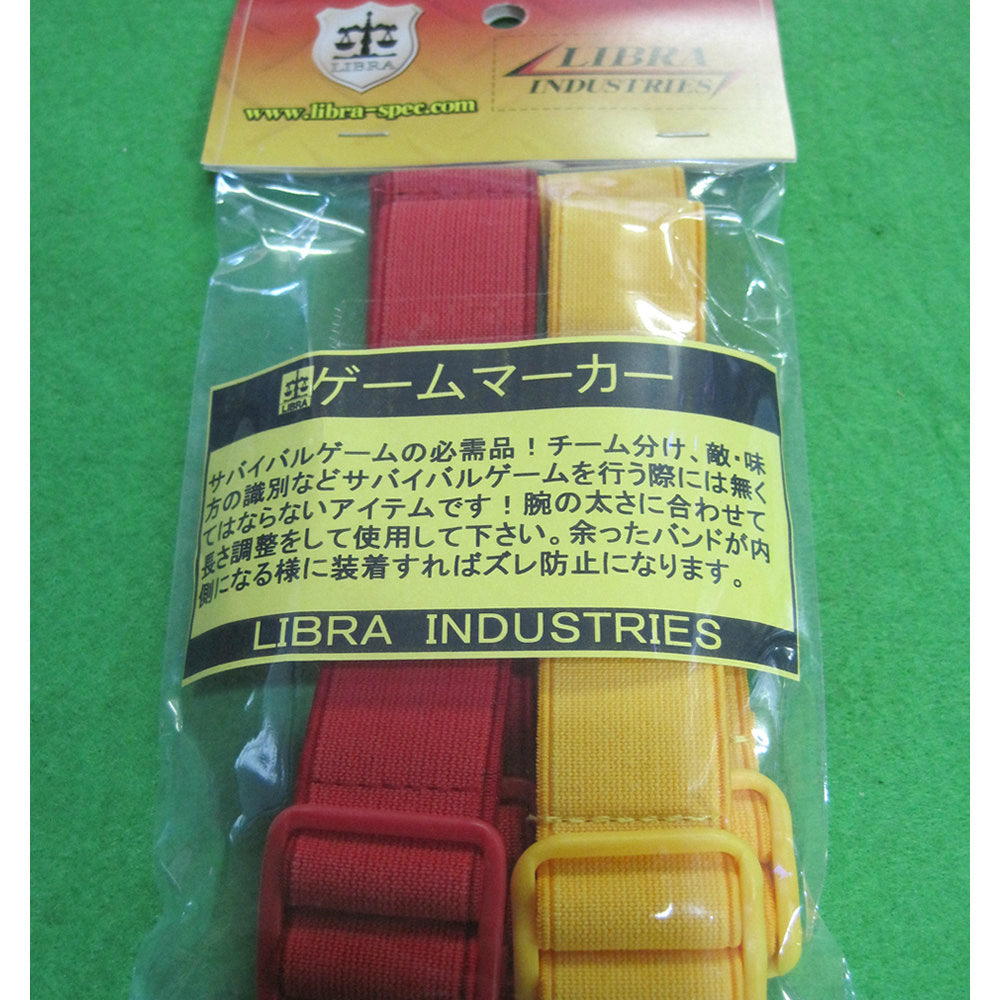 LIBRA
www.libra-spec.com
LIBRA
INDUSTRIES
LIBRA
ゲームマーカー
サバイバルゲームの必需品！チーム分け、敵・味
方の識別などサバイバルゲームを行う際には無く
てはならないアイテムです！腕の太さに合わせて
長さ調整をして使用して下さい。余ったバンドが内
側になる様に装着すればズレ防止になります。
LIBRA INDUSTRIES